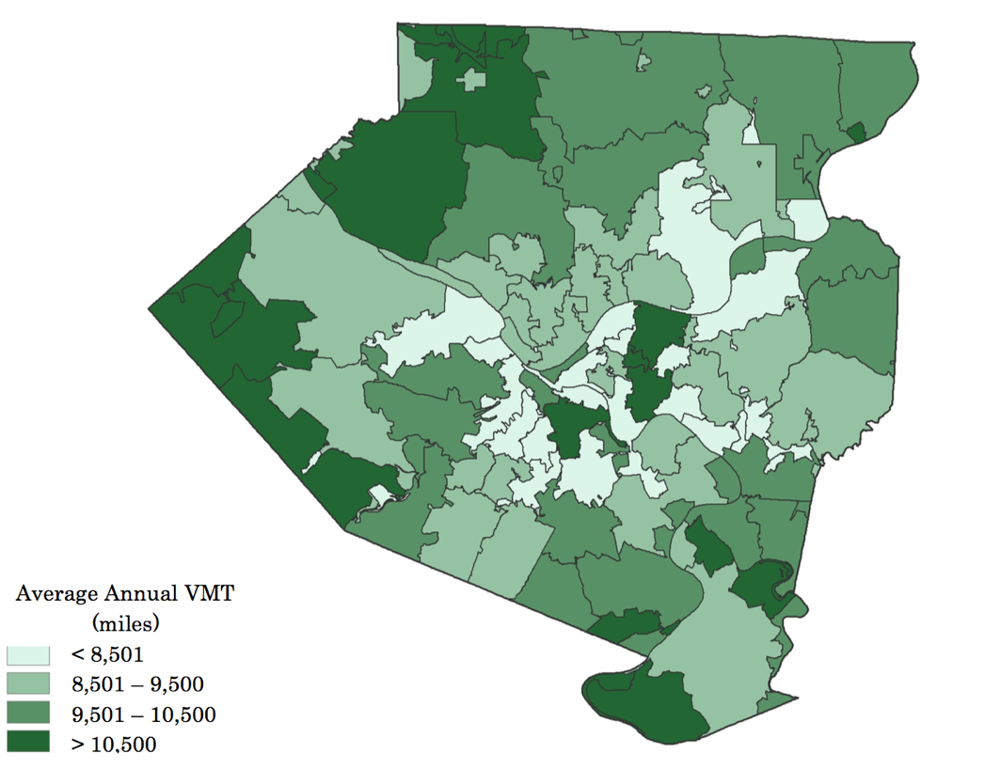 Average Annual VMT
(miles)
< 8,501
8,501 – 9,500
9,501 – 10,500
> 10,500